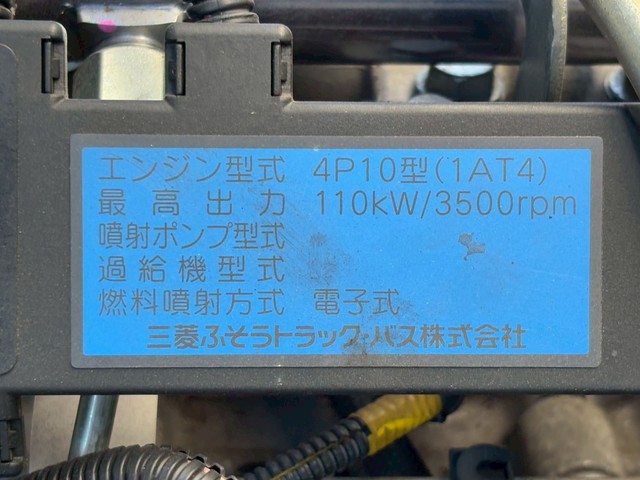 エンジン型式 4P10型(1AT4)
最高出力 110kW/3500rpm
噴射ポンプ型式
過給機型式
燃料噴射方式 電子式
三菱ふそうトラック・バス株式会社